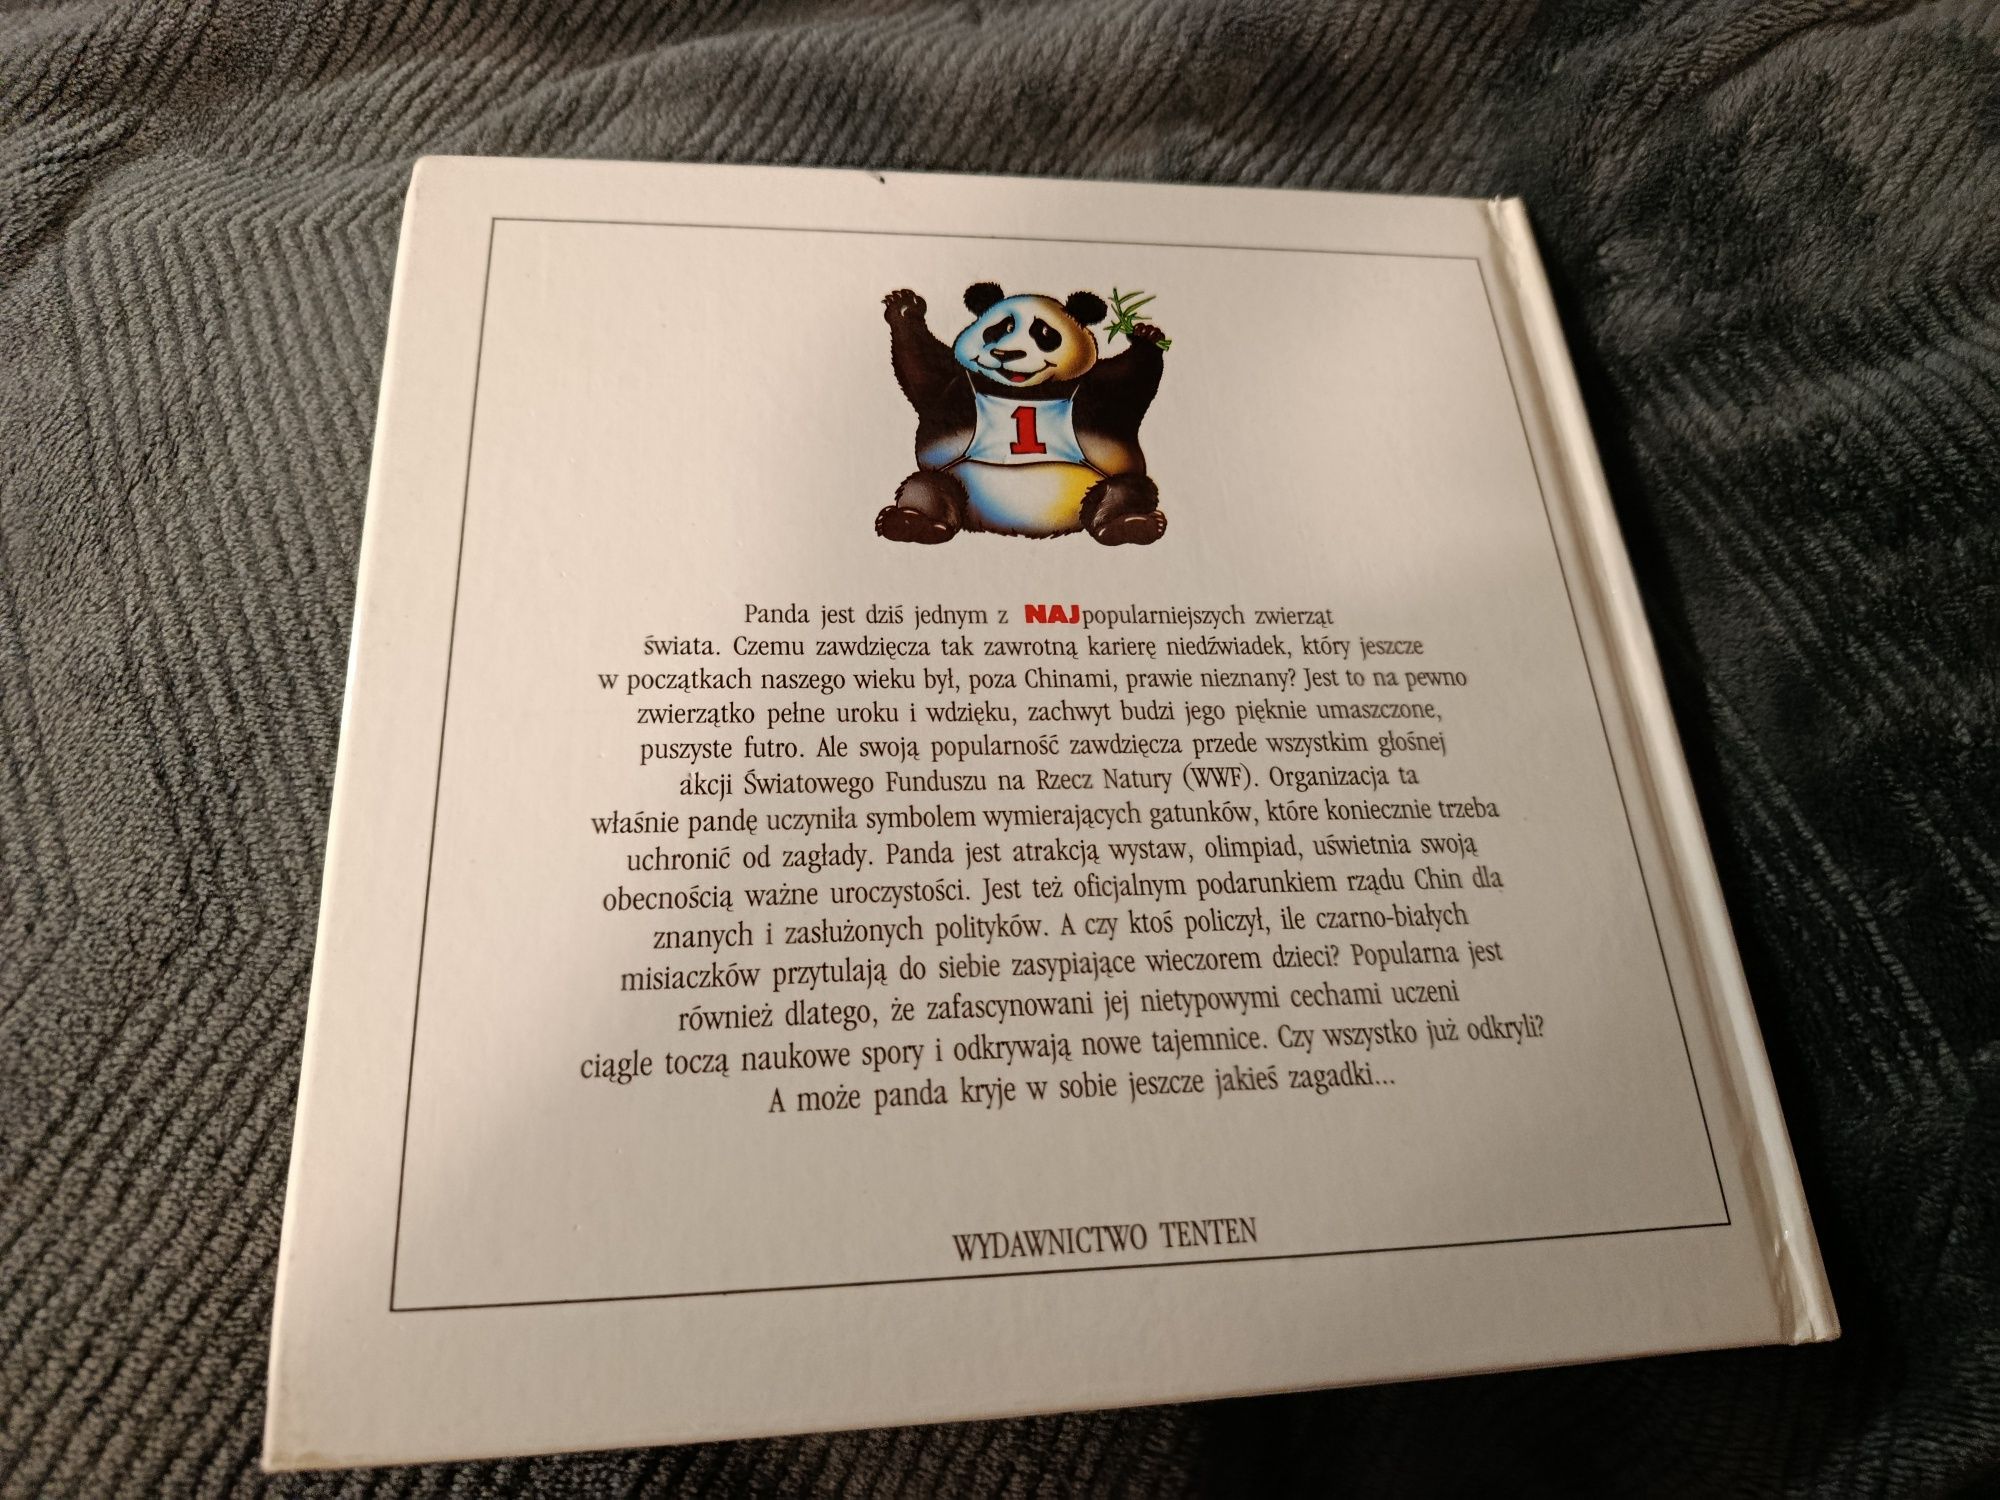 1
Panda jest dziś jednym z NAJpopularniejszych zwierząt
świata. Czemu zawdzięcza tak zawrotną karierę niedźwiadek, który jeszcze
w początkach naszego wieku był, poza Chinami, prawie nieznany? Jest to na pewno
zwierzątko pełne uroku i wdzięku, zachwyt budzi jego pięknie umaszczone,
puszyste futro. Ale swoją popularność zawdzięcza przede wszystkim głośnej
akcji Światowego Funduszu na Rzecz Natury (WWF). Organizacja ta
właśnie pandę uczyniła symbolem wymierających gatunków, które koniecznie trzeba
uchronić od zagłady. Panda jest atrakcją wystaw, olimpiad, uświetnia swoją
obecnością ważne uroczystości. Jest też oficjalnym podarunkiem rządu Chin dla
znanych i zasłużonych polityków. A czy ktoś policzył, ile czarno-białych
misiaczków przytulają do siebie zasypiające wieczorem dzieci? Popularna jest
również dlatego, że zafascynowani jej nietypowymi cechami uczeni
ciągle toczą naukowe spory i odkrywają nowe tajemnice. Czy wszystko już odkryli?
A może panda kryje w sobie jeszcze jakieś zagadki...
WYDAWNICTWO TENTEN